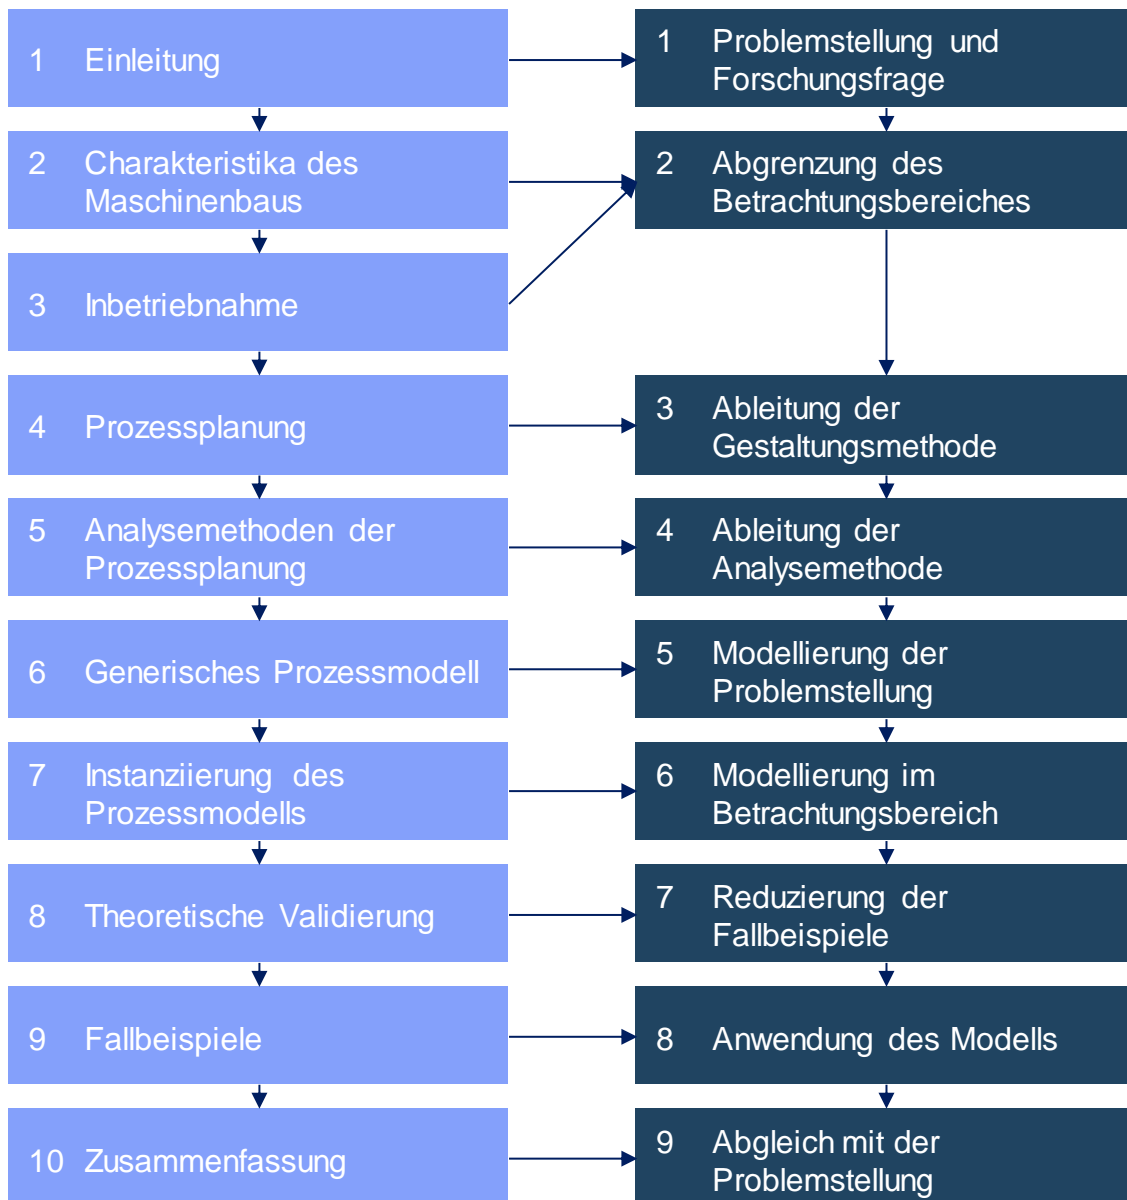 1 Einleitung
1 Problemstellung und
Forschungsfrage
2 Charakteristika des
Maschinenbaus
2 Abgrenzung des
Betrachtungsbereiches
3 Inbetriebnahme
4 Prozessplanung
3 Ableitung der
Gestaltungsmethode
5 Analysemethoden der
Prozessplanung
4 Ableitung der
Analysemethode
6 Generisches Prozessmodell
5 Modellierung der
Problemstellung
7 Instanziierung des
Prozessmodells
6 Modellierung im
Betrachtungsbereich
8 Theoretische Validierung
7 Reduzierung der
Fallbeispiele
9 Fallbeispiele
8 Anwendung des Modells
10 Zusammenfassung
9 Abgleich mit der
Problemstellung